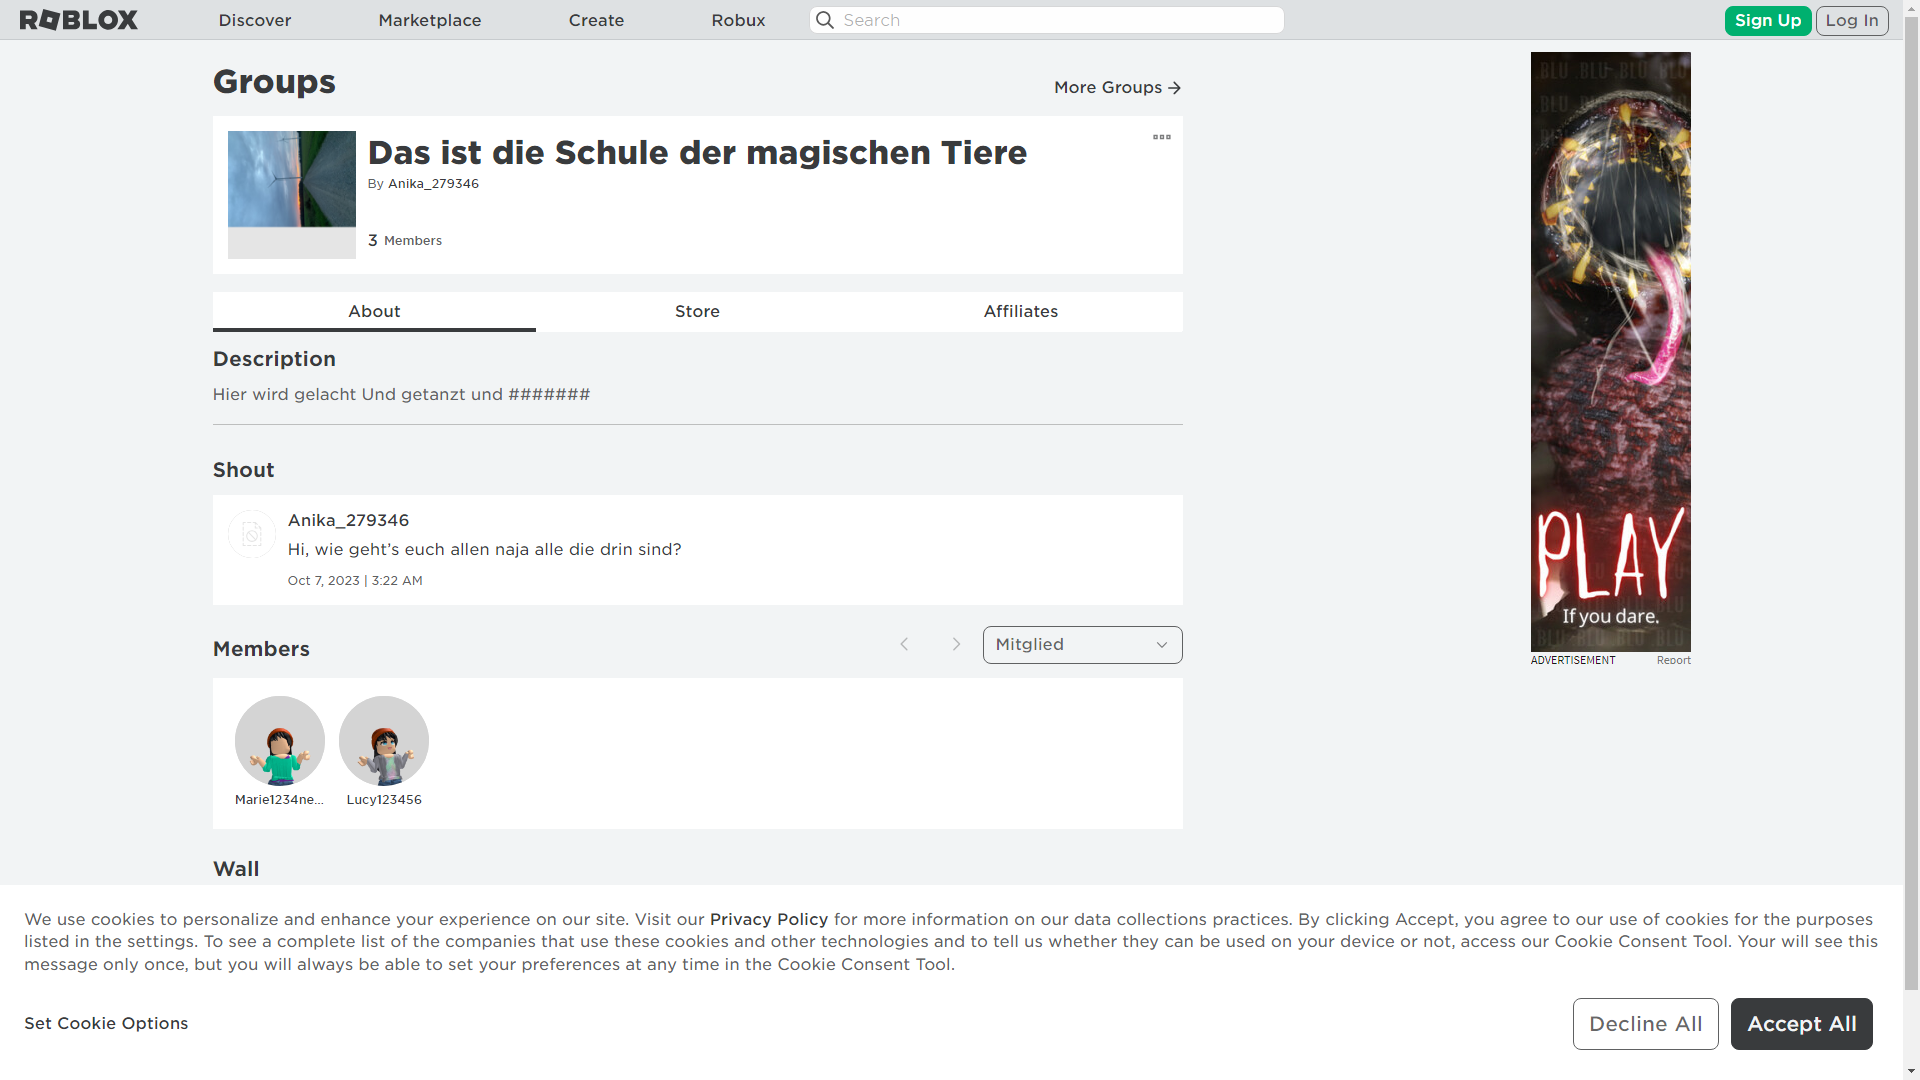 ROBLOX
Discover
Marketplace
Create
Robux
Search
Sign Up
Log In
Groups
More Groups
Das ist die Schule der magischen Tiere
By Anika_279346
3 Members
About
Store
Affiliates
Description
Hier wird gelacht Und getanzt und #######
Shout
Anika_279346
Hi, wie geht’s euch allen naja alle die drin sind?
Oct 7, 2023 | 3:22 AM
Members
Mitglied
Marie1234ne...
Lucy123456
Wall
PLAY
If you dare.
ADVERTISEMENT
Report
We use cookies to personalize and enhance your experience on our site. Visit our Privacy Policy for more information on our data collections practices. By clicking Accept, you agree to our use of cookies for the purposes
listed in the settings. To see a complete list of the companies that use these cookies and other technologies and to tell us whether they can be used on your device or not, access our Cookie Consent Tool. Your will see this
message only once, but you will always be able to set your preferences at any time in the Cookie Consent Tool.
Set Cookie Options
Decline All
Accept All